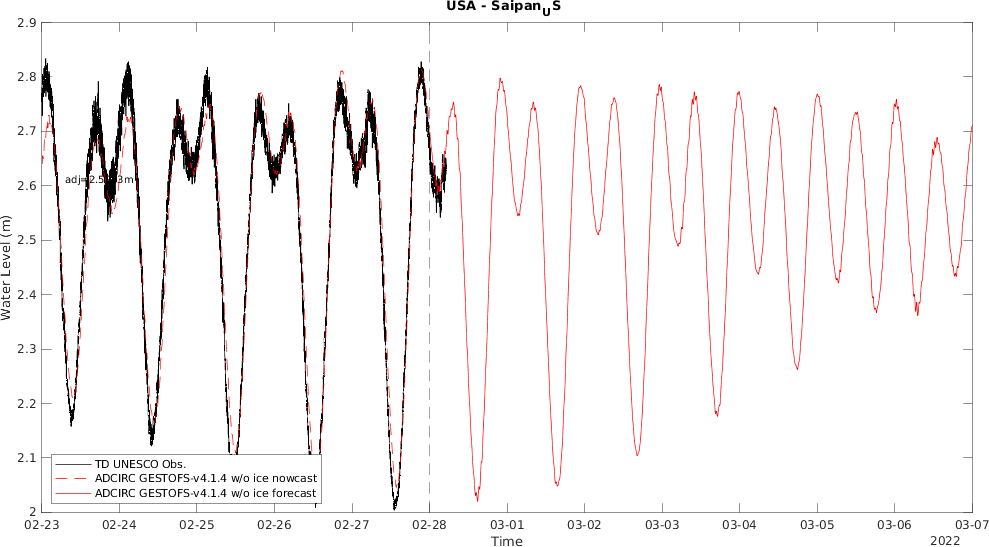 USA - SaipanUS
2.9
2.8
2.7
2.6
2.5
2.4
2.3
2.2
2.1
2
Water Level (m)
TD UNESCO Obs.
ADCIRC GESTOFS-v4.1.4 w/o ice nowcast
ADCIRC GESTOFS-v4.1.4 w/o ice forecast
02-23 02-24 02-25 02-26 02-27 02-28 03-01 03-02 03-03 03-04 03-05 03-06 03-07
Time
2022